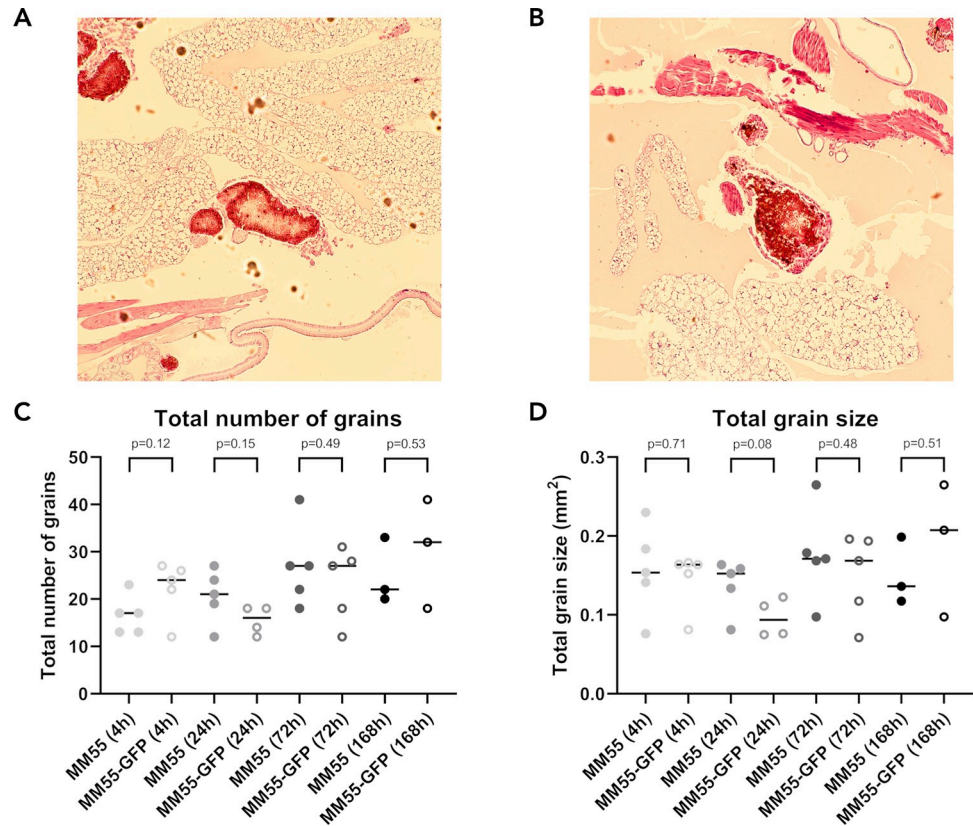 A
B
C
Total number of grains
p=0.12
p=0.15
p=0.49
p=0.53
Total number of grains
50
40
30
20
10
0
MM55 (4h)
MM55-GFP (4h)
MM55 (24h)
MM55-GFP (24h)
MM55 (72h)
MM55-GFP (72h)
MM55 (168h)
MM55-GFP (168h)
D
Total grain size
p=0.71
p=0.08
p=0.48
p=0.51
Total grain size (mm²)
0.3
0.2
0.1
0.0
MM55 (4h)
MM55-GFP (4h)
MM55 (24h)
MM55-GFP (24h)
MM55 (72h)
MM55-GFP (72h)
MM55 (168h)
MM55-GFP (168h)